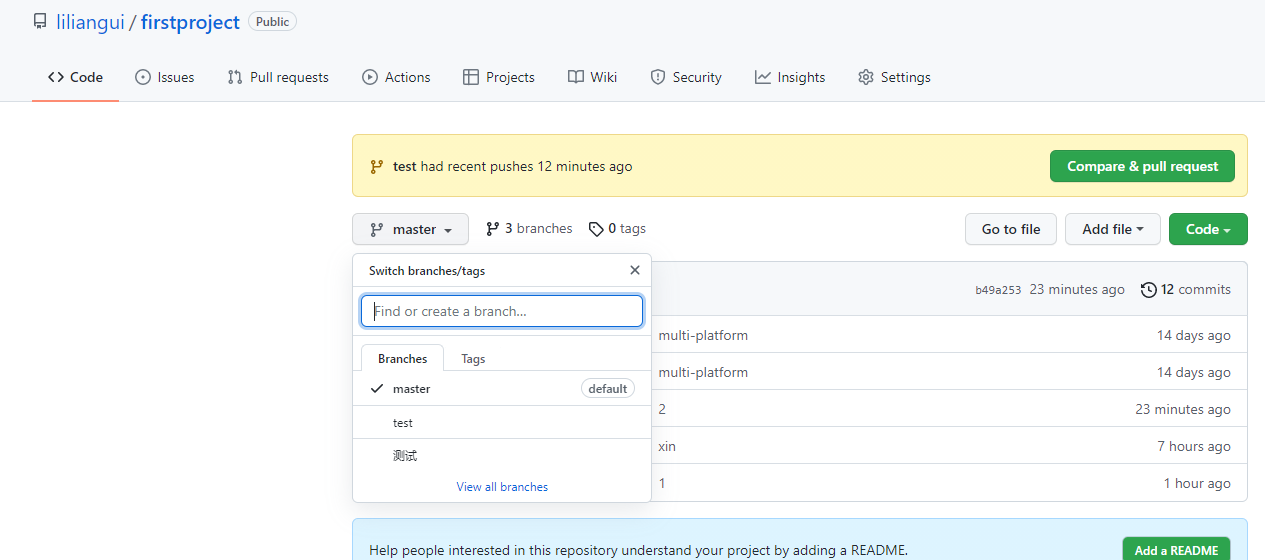 liliangui / firstproject Public
Code Issues Pull requests Actions Projects Wiki Security Insights Settings
test had recent pushes 12 minutes ago Compare & pull request
master 3 branches 0 tags Go to file Add file Code
Switch branches/tags
Find or create a branch...
Branches Tags
master default
test
测试
View all branches
b49a253 23 minutes ago 12 commits
multi-platform 14 days ago
multi-platform 14 days ago
2 23 minutes ago
xin 7 hours ago
1 1 hour ago
Help people interested in this repository understand your project by adding a README. Add a README